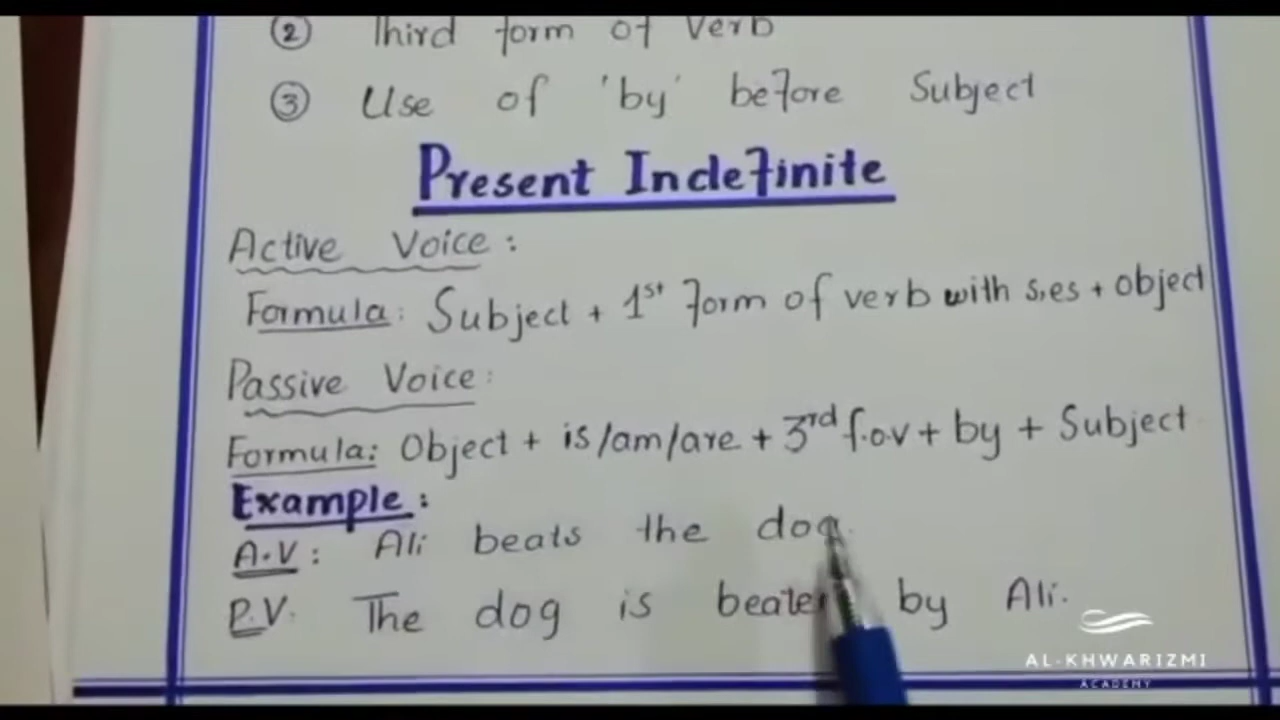 ② Third form of Verb
③ Use of 'by' before Subject
Present Indefinite
Active Voice :
Formula: Subject + 1st form of verb with s,es + object
Passive Voice:
Formula: Object + is/am/are + 3rd f.o.v + by + Subject
Example:
A.V: Ali beats the dog.
P.V. The dog is beaten by Ali.
AL-KHWARIZMI
ACADEMY